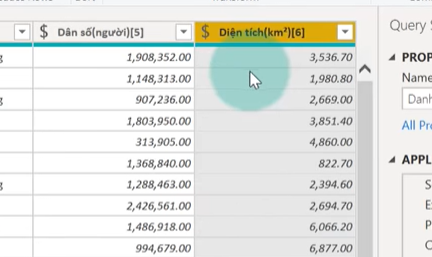 Query S
$ Dân số(người)[5] $ Diện tích(km²)[6]
g 1,908,352.00 3,536.70
1,148,313.00 1,980.80
g 907,236.00 2,669.00
1,803,950.00 3,851.40
313,905.00 4,860.00
1,368,840.00 822.70
g 1,288,463.00 2,394.60
2,426,561.00 2,694.70
1,486,918.00 6,066.20
994,679.00 6,877.00
PROP
Name
Danh
All Pro
APPL
S
E
P
C